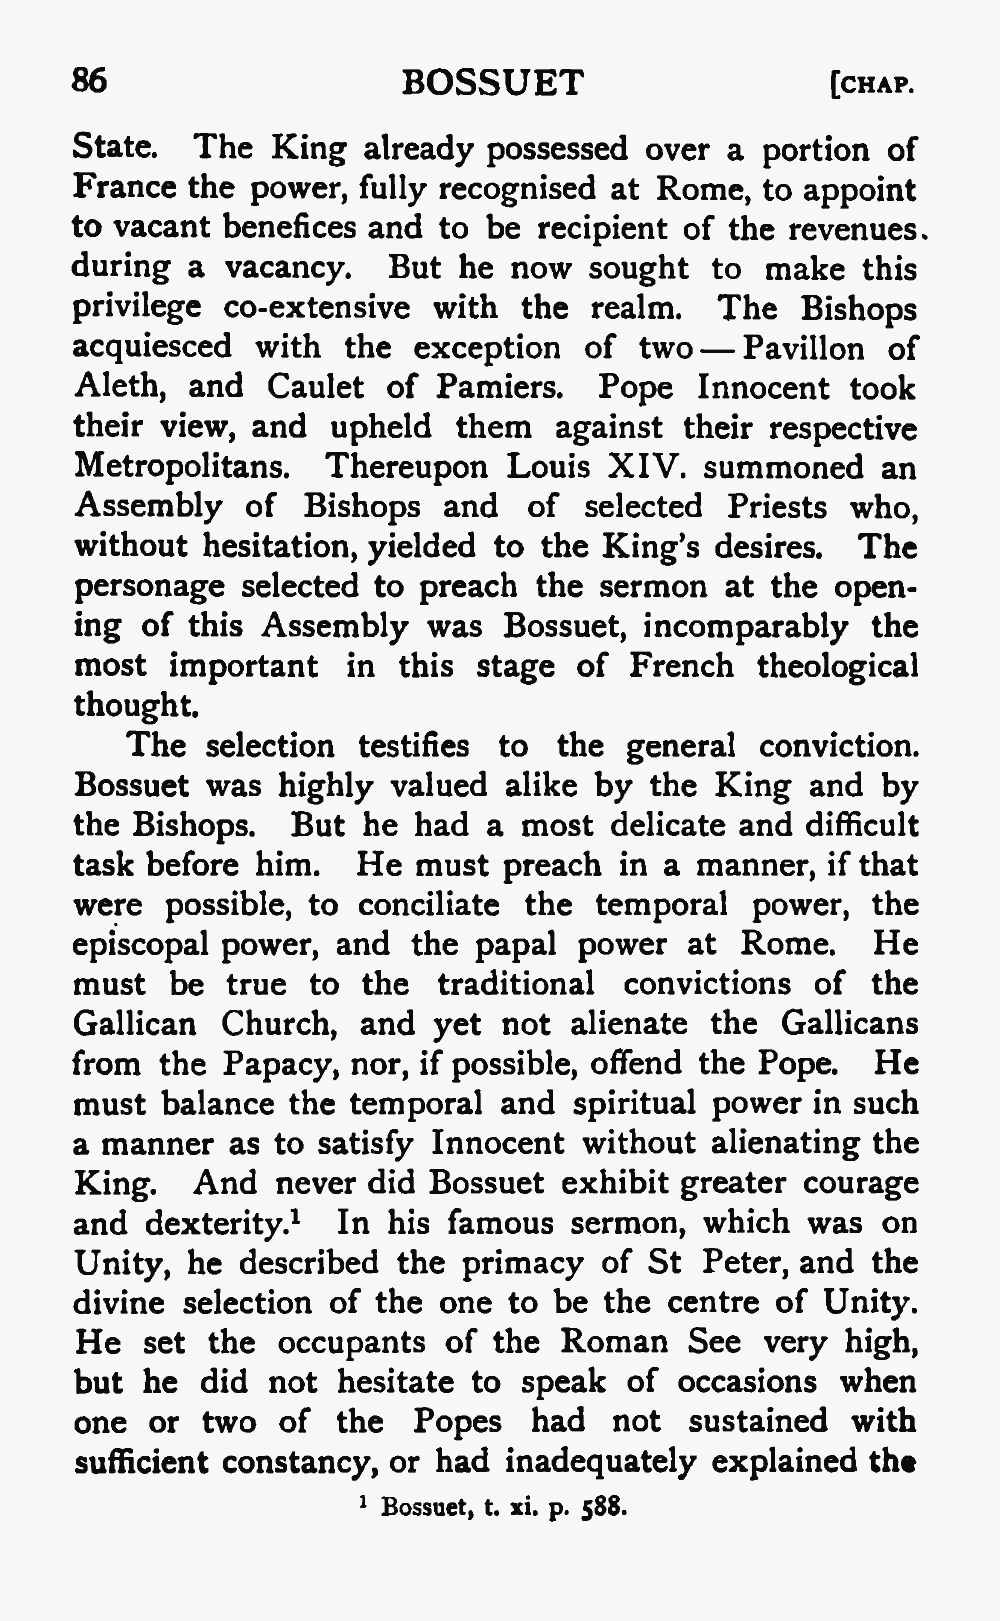 86 BOSSUET [CHAP.
State. The King already possessed over a portion of
France the power, fully recognised at Rome, to appoint
to vacant benefices and to be recipient of the revenues.
during a vacancy. But he now sought to make this
privilege co-extensive with the realm. The Bishops
acquiesced with the exception of two — Pavillon of
Aleth, and Caulet of Pamiers. Pope Innocent took
their view, and upheld them against their respective
Metropolitans. Thereupon Louis XIV. summoned an
Assembly of Bishops and of selected Priests who,
without hesitation, yielded to the King's desires. The
personage selected to preach the sermon at the open-
ing of this Assembly was Bossuet, incomparably the
most important in this stage of French theological
thought.
The selection testifies to the general conviction.
Bossuet was highly valued alike by the King and by
the Bishops. But he had a most delicate and difficult
task before him. He must preach in a manner, if that
were possible, to conciliate the temporal power, the
episcopal power, and the papal power at Rome. He
must be true to the traditional convictions of the
Gallican Church, and yet not alienate the Gallicans
from the Papacy, nor, if possible, offend the Pope. He
must balance the temporal and spiritual power in such
a manner as to satisfy Innocent without alienating the
King. And never did Bossuet exhibit greater courage
and dexterity.¹ In his famous sermon, which was on
Unity, he described the primacy of St Peter, and the
divine selection of the one to be the centre of Unity.
He set the occupants of the Roman See very high,
but he did not hesitate to speak of occasions when
one or two of the Popes had not sustained with
sufficient constancy, or had inadequately explained the
¹ Bossuet, t. xi. p. 588.